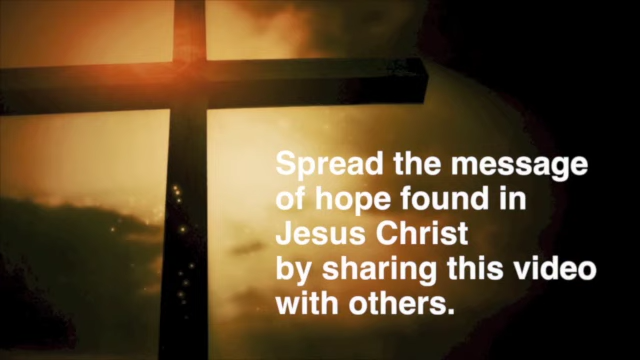 Spread the message
of hope found in
Jesus Christ
by sharing this video
with others.